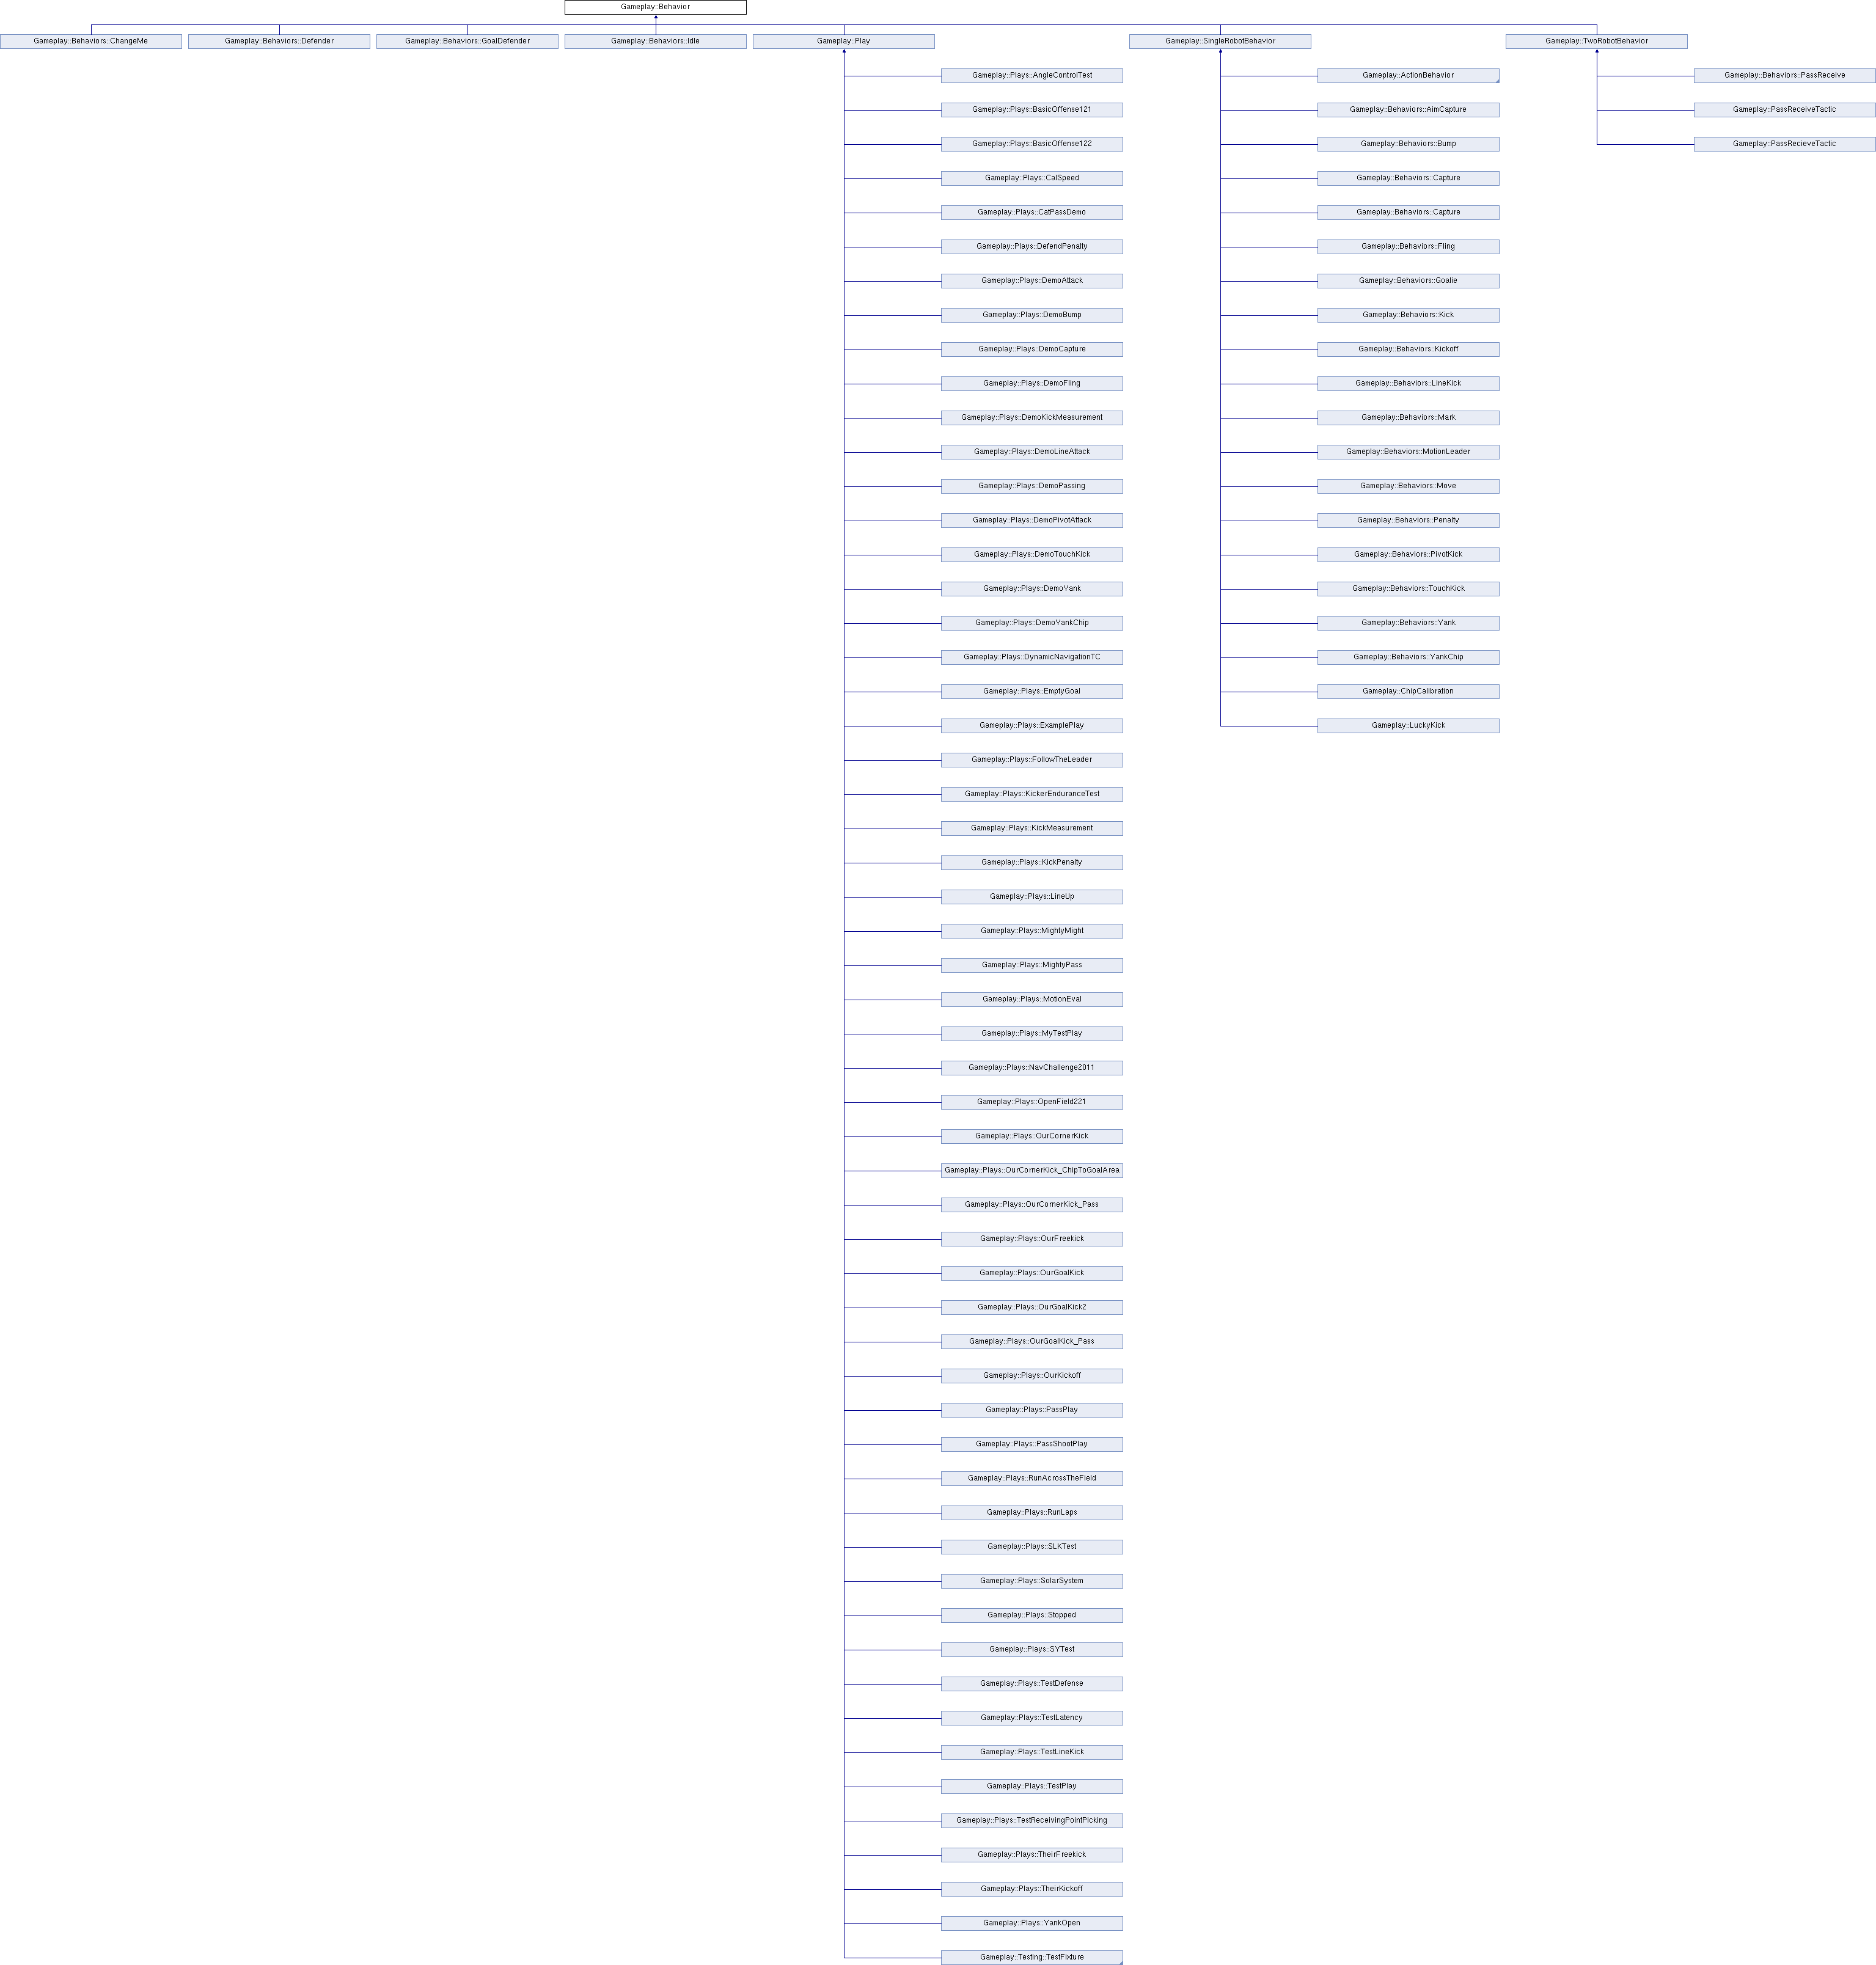 Gameplay::Behavior
Gameplay::Behaviors::ChangeMe
Gameplay::Behaviors::Defender
Gameplay::Behaviors::GoalDefender
Gameplay::Behaviors::Idle
Gameplay::Play
Gameplay::SingleRobotBehavior
Gameplay::TwoRobotBehavior
Gameplay::Plays::AngleControlTest
Gameplay::Plays::BasicOffense121
Gameplay::Plays::BasicOffense122
Gameplay::Plays::CalSpeed
Gameplay::Plays::CatPassDemo
Gameplay::Plays::DefendPenalty
Gameplay::Plays::DemoAttack
Gameplay::Plays::DemoBump
Gameplay::Plays::DemoCapture
Gameplay::Plays::DemoFling
Gameplay::Plays::DemoKickMeasurement
Gameplay::Plays::DemoLineAttack
Gameplay::Plays::DemoPassing
Gameplay::Plays::DemoPivotAttack
Gameplay::Plays::DemoTouchKick
Gameplay::Plays::DemoYank
Gameplay::Plays::DemoYankChip
Gameplay::Plays::DynamicNavigationTC
Gameplay::Plays::EmptyGoal
Gameplay::Plays::ExamplePlay
Gameplay::Plays::FollowTheLeader
Gameplay::Plays::KickerEnduranceTest
Gameplay::Plays::KickMeasurement
Gameplay::Plays::KickPenalty
Gameplay::Plays::LineUp
Gameplay::Plays::MightyMight
Gameplay::Plays::MightyPass
Gameplay::Plays::MotionEval
Gameplay::Plays::MyTestPlay
Gameplay::Plays::NavChallenge2011
Gameplay::Plays::OpenField221
Gameplay::Plays::OurCornerKick
Gameplay::Plays::OurCornerKick_ChipToGoalArea
Gameplay::Plays::OurCornerKick_Pass
Gameplay::Plays::OurFreekick
Gameplay::Plays::OurGoalKick
Gameplay::Plays::OurGoalKick2
Gameplay::Plays::OurGoalKick_Pass
Gameplay::Plays::OurKickoff
Gameplay::Plays::PassPlay
Gameplay::Plays::PassShootPlay
Gameplay::Plays::RunAcrossTheField
Gameplay::Plays::RunLaps
Gameplay::Plays::SLKTest
Gameplay::Plays::SolarSystem
Gameplay::Plays::Stopped
Gameplay::Plays::SYTest
Gameplay::Plays::TestDefense
Gameplay::Plays::TestLatency
Gameplay::Plays::TestLineKick
Gameplay::Plays::TestPlay
Gameplay::Plays::TestReceivingPointPicking
Gameplay::Plays::TheirFreekick
Gameplay::Plays::TheirKickoff
Gameplay::Plays::YankOpen
Gameplay::Testing::TestFixture
Gameplay::ActionBehavior
Gameplay::Behaviors::AimCapture
Gameplay::Behaviors::Bump
Gameplay::Behaviors::Capture
Gameplay::Behaviors::Capture
Gameplay::Behaviors::Fling
Gameplay::Behaviors::Goalie
Gameplay::Behaviors::Kick
Gameplay::Behaviors::Kickoff
Gameplay::Behaviors::LineKick
Gameplay::Behaviors::Mark
Gameplay::Behaviors::MotionLeader
Gameplay::Behaviors::Move
Gameplay::Behaviors::Penalty
Gameplay::Behaviors::PivotKick
Gameplay::Behaviors::TouchKick
Gameplay::Behaviors::Yank
Gameplay::Behaviors::YankChip
Gameplay::ChipCalibration
Gameplay::LuckyKick
Gameplay::Behaviors::PassReceive
Gameplay::PassReceiveTactic
Gameplay::PassRecieveTactic